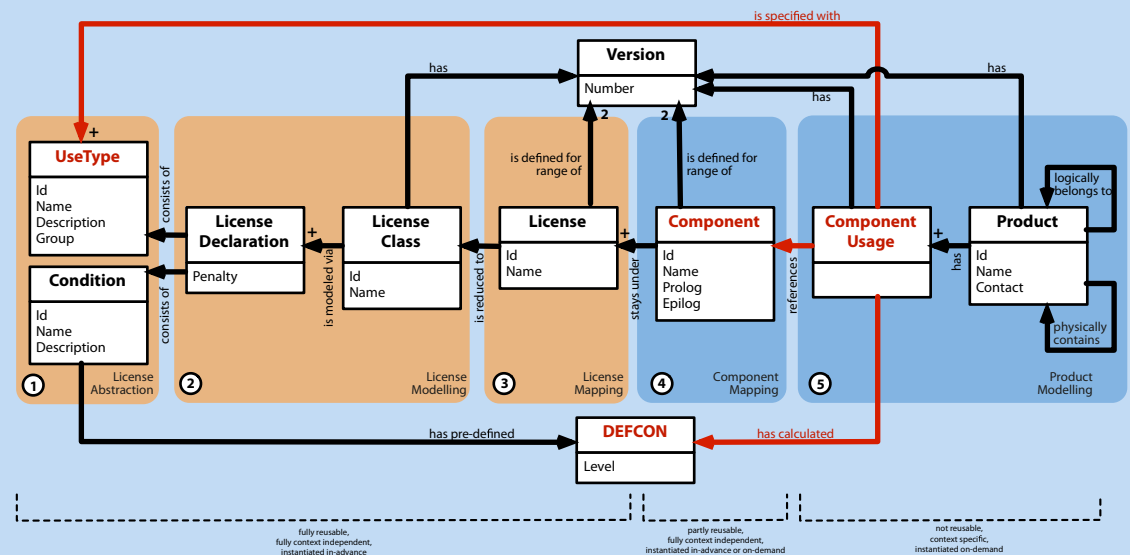 is specified with
Version
Number
has
has
has
2
2
+
UseType
Id
Name
Description
Group
consists of
Condition
Id
Name
Description
consists of
1
License
Abstraction
License
Declaration
Penalty
+
is modeled via
License
Class
Id
Name
2
License
Modelling
is defined for
range of
License
Id
Name
is reduced to
+
3
License
Mapping
is defined for
range of
Component
Id
Name
Prolog
Epilog
stays under
references
4
Component
Mapping
Component
Usage
+
has
Product
Id
Name
Contact
logically
belongs to
physically
contains
5
Product
Modelling
has pre-defined
DEFCON
Level
has calculated
fully reusable,
fully context independent,
instantiated in-advance
partly reusable,
fully context independent,
instantiated in-advance or on-demand
not reusable,
context specific,
instantiated on-demand